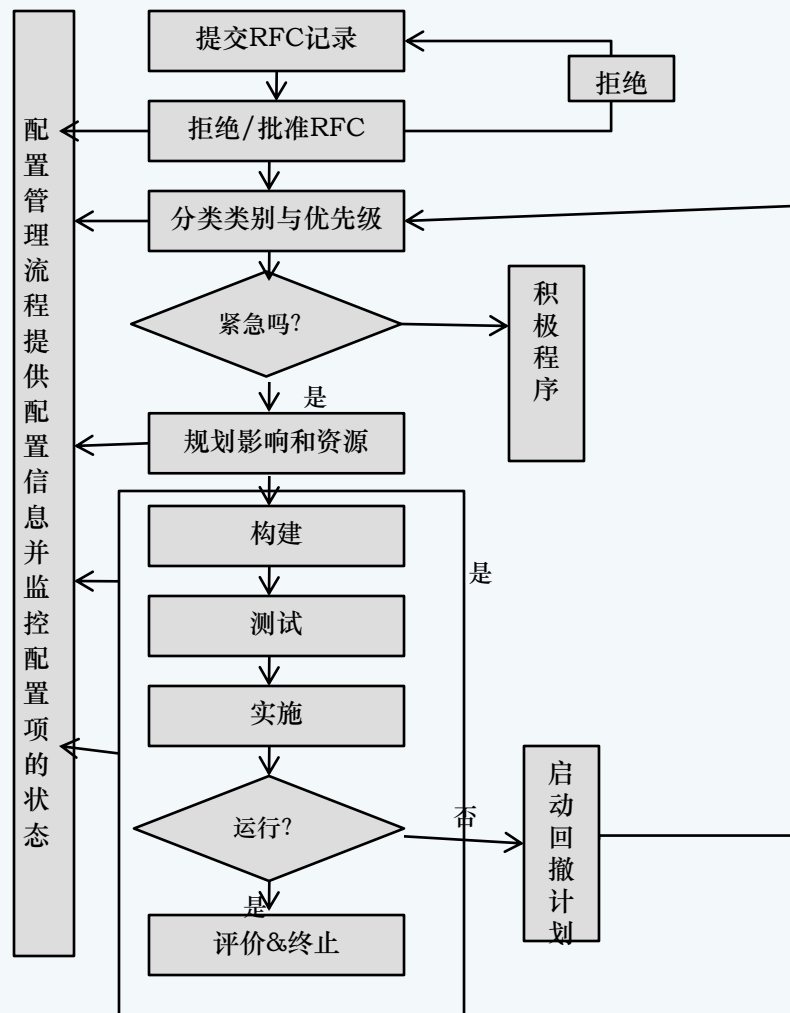 提交RFC记录
拒绝
拒绝/批准RFC
分类类别与优先级
紧急吗?
积极程序
是
规划影响和资源
构建
是
测试
实施
运行?
否
启动回撤计划
是
评价&终止
配置管理流程提供配置信息并监控配置项的状态